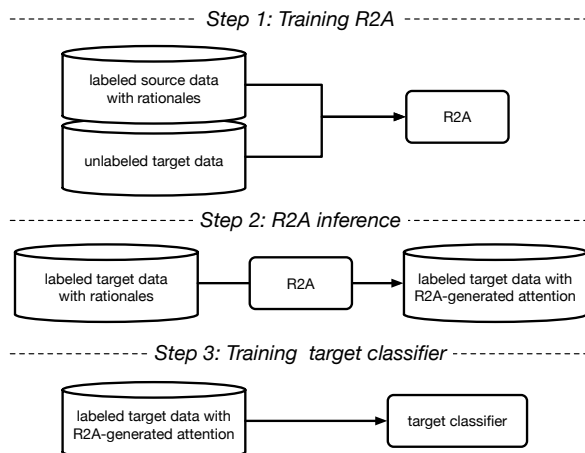 Step 1: Training R2A
labeled source data
with rationales
unlabeled target data
R2A
Step 2: R2A inference
labeled target data
with rationales
R2A
labeled target data with
R2A-generated attention
Step 3: Training target classifier
labeled target data with
R2A-generated attention
target classifier